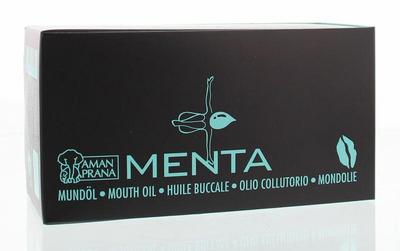 AMAN
PRANA
MENTA
MUNDÖL • MOUTH OIL • HUILE BUCCALE • OLIO COLLUTORIO • MONDOLIE